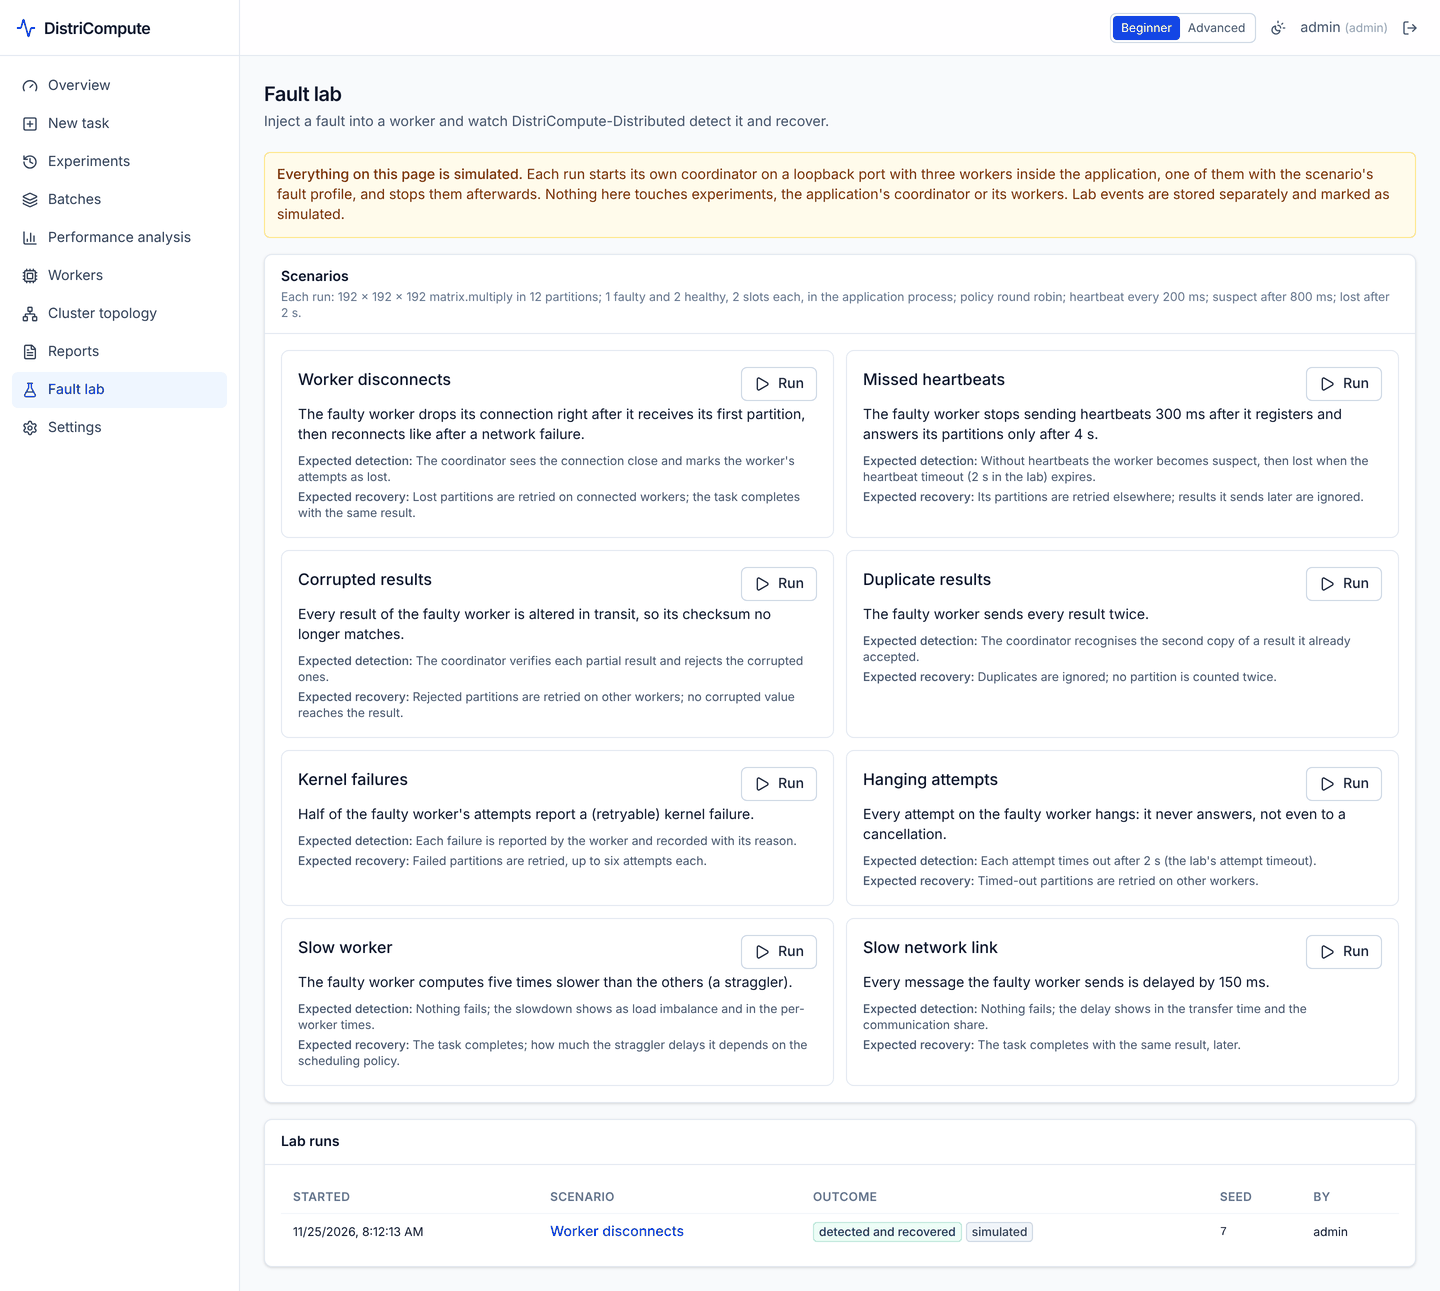 DistriCompute
Beginner
Advanced
admin (admin)
Overview
New task
Experiments
Batches
Performance analysis
Workers
Cluster topology
Reports
Fault lab
Settings
Fault lab
Inject a fault into a worker and watch DistriCompute-Distributed detect it and recover.
Everything on this page is simulated. Each run starts its own coordinator on a loopback port with three workers inside the application, one of them with the scenario's
fault profile, and stops them afterwards. Nothing here touches experiments, the application's coordinator or its workers. Lab events are stored separately and marked as
simulated.
Scenarios
Each run: 192 × 192 × 192 matrix.multiply in 12 partitions; 1 faulty and 2 healthy, 2 slots each, in the application process; policy round robin; heartbeat every 200 ms; suspect after 800 ms; lost after
2 s.
Worker disconnects
Run
The faulty worker drops its connection right after it receives its first partition,
then reconnects like after a network failure.
Expected detection: The coordinator sees the connection close and marks the worker's
attempts as lost.
Expected recovery: Lost partitions are retried on connected workers; the task completes
with the same result.
Missed heartbeats
Run
The faulty worker stops sending heartbeats 300 ms after it registers and
answers its partitions only after 4 s.
Expected detection: Without heartbeats the worker becomes suspect, then lost when the
heartbeat timeout (2 s in the lab) expires.
Expected recovery: Its partitions are retried elsewhere; results it sends later are ignored.
Corrupted results
Run
Every result of the faulty worker is altered in transit, so its checksum no
longer matches.
Expected detection: The coordinator verifies each partial result and rejects the corrupted
ones.
Expected recovery: Rejected partitions are retried on other workers; no corrupted value
reaches the result.
Duplicate results
Run
The faulty worker sends every result twice.
Expected detection: The coordinator recognises the second copy of a result it already
accepted.
Expected recovery: Duplicates are ignored; no partition is counted twice.
Kernel failures
Run
Half of the faulty worker's attempts report a (retryable) kernel failure.
Expected detection: Each failure is reported by the worker and recorded with its reason.
Expected recovery: Failed partitions are retried, up to six attempts each.
Hanging attempts
Run
Every attempt on the faulty worker hangs: it never answers, not even to a
cancellation.
Expected detection: Each attempt times out after 2 s (the lab's attempt timeout).
Expected recovery: Timed-out partitions are retried on other workers.
Slow worker
Run
The faulty worker computes five times slower than the others (a straggler).
Expected detection: Nothing fails; the slowdown shows as load imbalance and in the per-
worker times.
Expected recovery: The task completes; how much the straggler delays it depends on the
scheduling policy.
Slow network link
Run
Every message the faulty worker sends is delayed by 150 ms.
Expected detection: Nothing fails; the delay shows in the transfer time and the
communication share.
Expected recovery: The task completes with the same result, later.
Lab runs
STARTED SCENARIO OUTCOME SEED BY
11/25/2026, 8:12:13 AM Worker disconnects detected and recovered simulated 7 admin